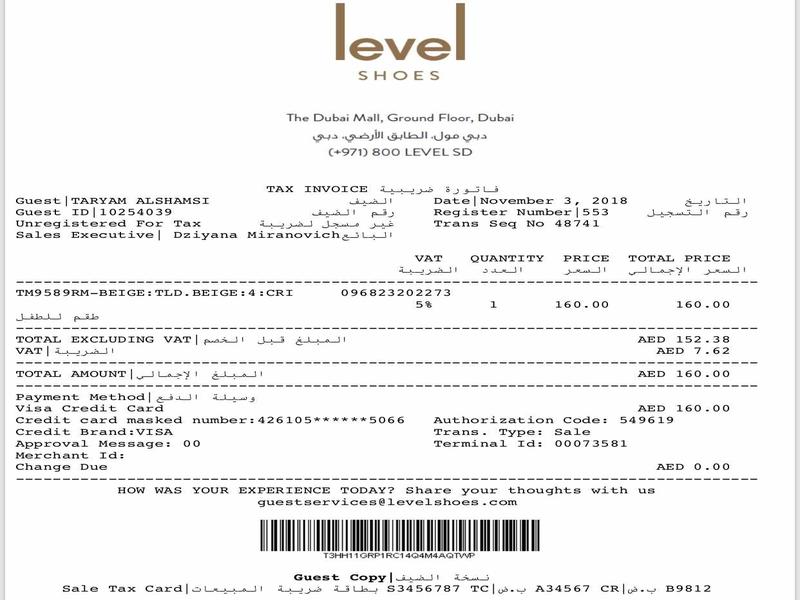 level
SHOES
The Dubai Mall, Ground Floor, Dubai
دبي مول، الطابق الأرضي، دبي
(+971) 800 LEVEL SD
TAX INVOICE فاتورة ضريبية
Guest|TARYAM ALSHAMSI الضيف Date|November 3, 2018 التاريخ
Guest ID|10254039 رقم الضيف Register Number|553 رقم التسجيل
Unregistered For Tax غير مسجل لضريبة Trans Seq No 48741
Sales Executive| Dziyana Miranovich البائع
VAT QUANTITY PRICE TOTAL PRICE
الضريبة العدد السعر السعر الإجمالي
TM9589RM-BEIGE:TLD.BEIGE:4:CRI 096823202273
5% 1 160.00 160.00
طقم للطفل
TOTAL EXCLUDING VAT|المبلغ قبل الخصم AED 152.38
VAT|الضريبة AED 7.62
TOTAL AMOUNT|المبلغ الإجمالي AED 160.00
Payment Method|وسيلة الدفع
Visa Credit Card AED 160.00
Credit card masked number:426105******5066 Authorization Code: 549619
Credit Brand:VISA Trans. Type: Sale
Approval Message: 00 Terminal Id: 00073581
Merchant Id:
Change Due AED 0.00
HOW WAS YOUR EXPERIENCE TODAY? Share your thoughts with us
guestservices@levelshoes.com
T3HH11GRP1RC14Q4M4AQTWP
Guest Copy|نسخة الضيف
Sale Tax Card|بطاقة ضريبة المبيعات S3456787 TC|ب.ض A34567 CR|ب.ض B9812